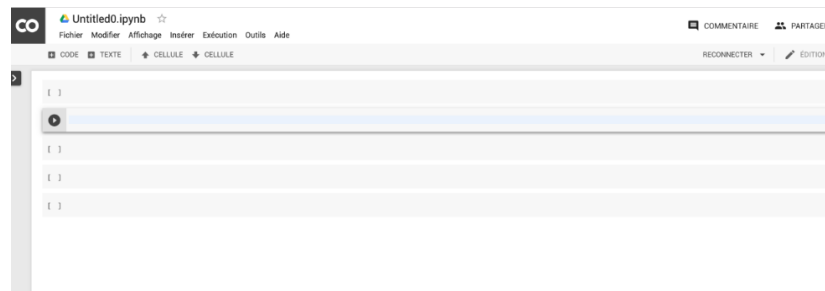 CO Untitled0.ipynb
COMMENTAIRE PARTAGER
Fichier Modifier Affichage Insérer Exécution Outils Aide
CODE TEXTE CELLULE CELLULE RECONNECTER ÉDITION
[ ]
[ ]
[ ]
[ ]